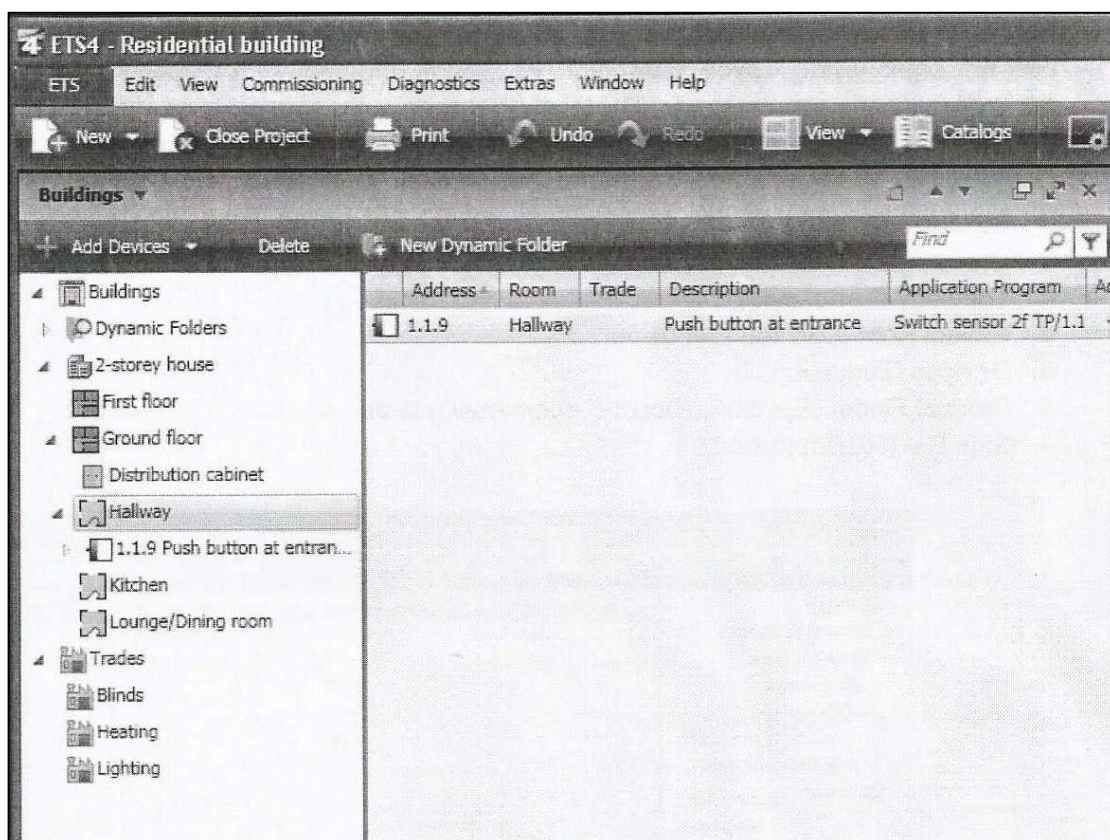 4 ETS4 - Residential building
ETS Edit View Commissioning Diagnostics Extras Window Help
New Close Project Print Undo Redo View Catalogs
Buildings
Add Devices Delete New Dynamic Folder Find
Address Room Trade Description Application Program
1.1.9 Hallway Push button at entrance Switch sensor 2f TP/1.1
Buildings
Dynamic Folders
2-storey house
First floor
Ground floor
Distribution cabinet
Hallway
1.1.9 Push button at entran...
Kitchen
Lounge/Dining room
Trades
Blinds
Heating
Lighting